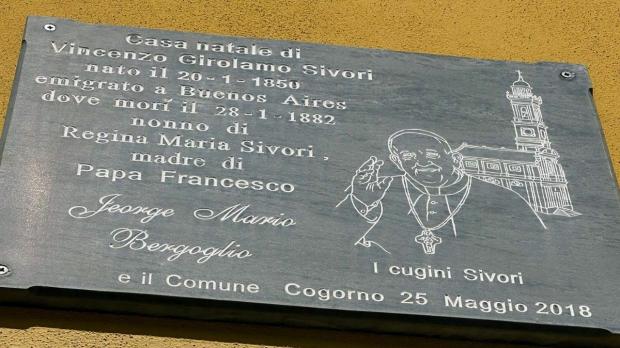 Casa natale di
Vincenzo Girolamo Sivori
nato il 20-1-1850
emigrato a Buenos Aires
dove morì il 28-1-1882
nonno di
Regina Maria Sivori,
madre di
Papa Francesco
Jeorge Mario
Bergoglio
I cugini Sivori
e il Comune Cogorno 25 Maggio 2018